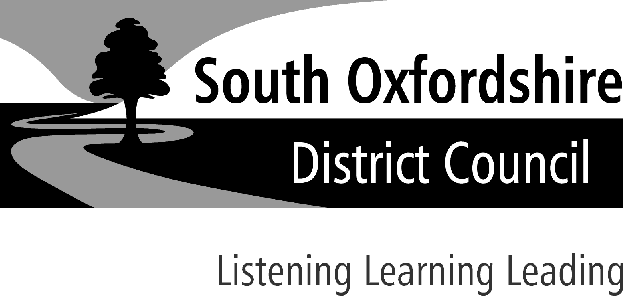 South Oxfordshire
District Council
Listening Learning Leading